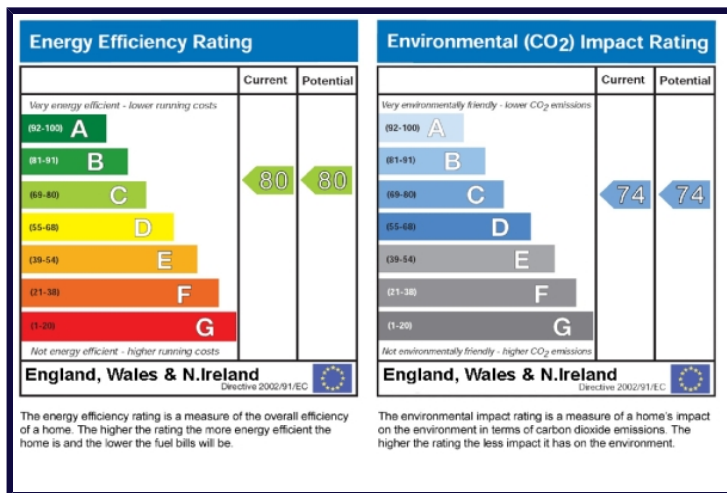 Energy Efficiency Rating
Current Potential
Very energy efficient - lower running costs
(92-100) A
(81-91) B
(69-80) C
(55-68) D
(39-54) E
(21-38) F
(1-20) G
80 80
Not energy efficient - higher running costs
England, Wales & N.Ireland
Directive 2002/91/EC
The energy efficiency rating is a measure of the overall efficiency
of a home. The higher the rating the more energy efficient the
home is and the lower the fuel bills will be.
Environmental (CO2) Impact Rating
Current Potential
Very environmentally friendly - lower CO2 emissions
(92-100) A
(81-91) B
(69-80) C
(55-68) D
(39-54) E
(21-38) F
(1-20) G
74 74
Not environmentally friendly - higher CO2 emissions
England, Wales & N.Ireland
Directive 2002/91/EC
The environmental impact rating is a measure of a home's impact
on the environment in terms of carbon dioxide emissions. The
higher the rating the less impact it has on the environment.